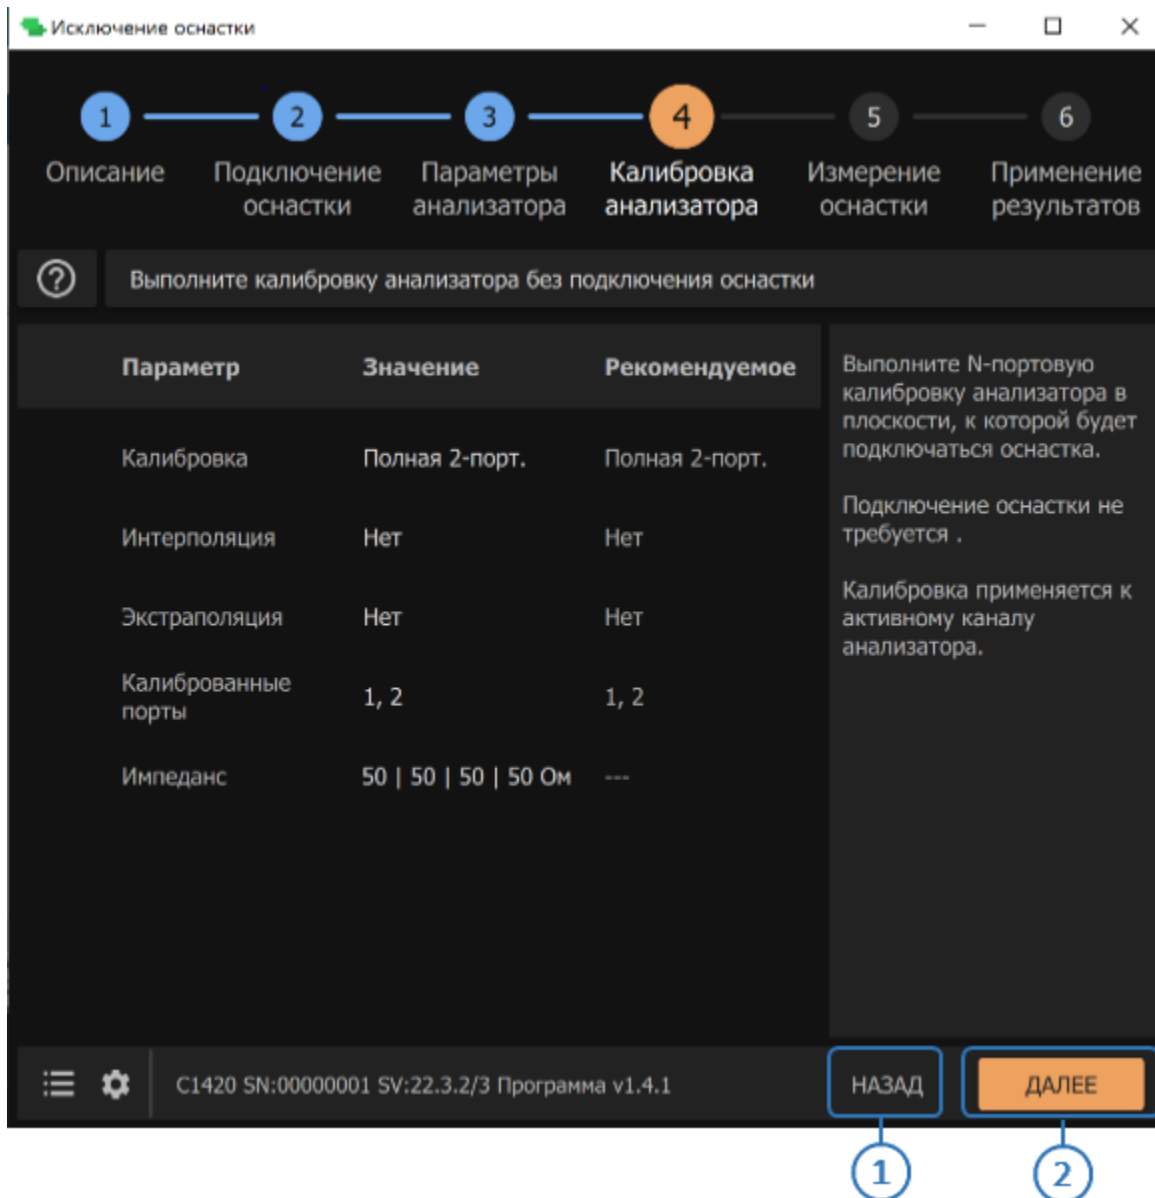 Исключение оснастки
1 2 3 4 5 6
Описание Подключение Параметры Калибровка Измерение Применение
оснастки анализатора анализатора оснастки результатов
? Выполните калибровку анализатора без подключения оснастки
Параметр Значение Рекомендуемое
Калибровка Полная 2-порт. Полная 2-порт.
Интерполяция Нет Нет
Экстраполяция Нет Нет
Калиброванные
порты 1, 2 1, 2
Импеданс 50 | 50 | 50 | 50 Ом ---
Выполните N-портовую
калибровку анализатора в
плоскости, к которой будет
подключаться оснастка.
Подключение оснастки не
требуется .
Калибровка применяется к
активному каналу
анализатора.
C1420 SN:00000001 SV:22.3.2/3 Программа v1.4.1 НАЗАД ДАЛЕЕ
1 2